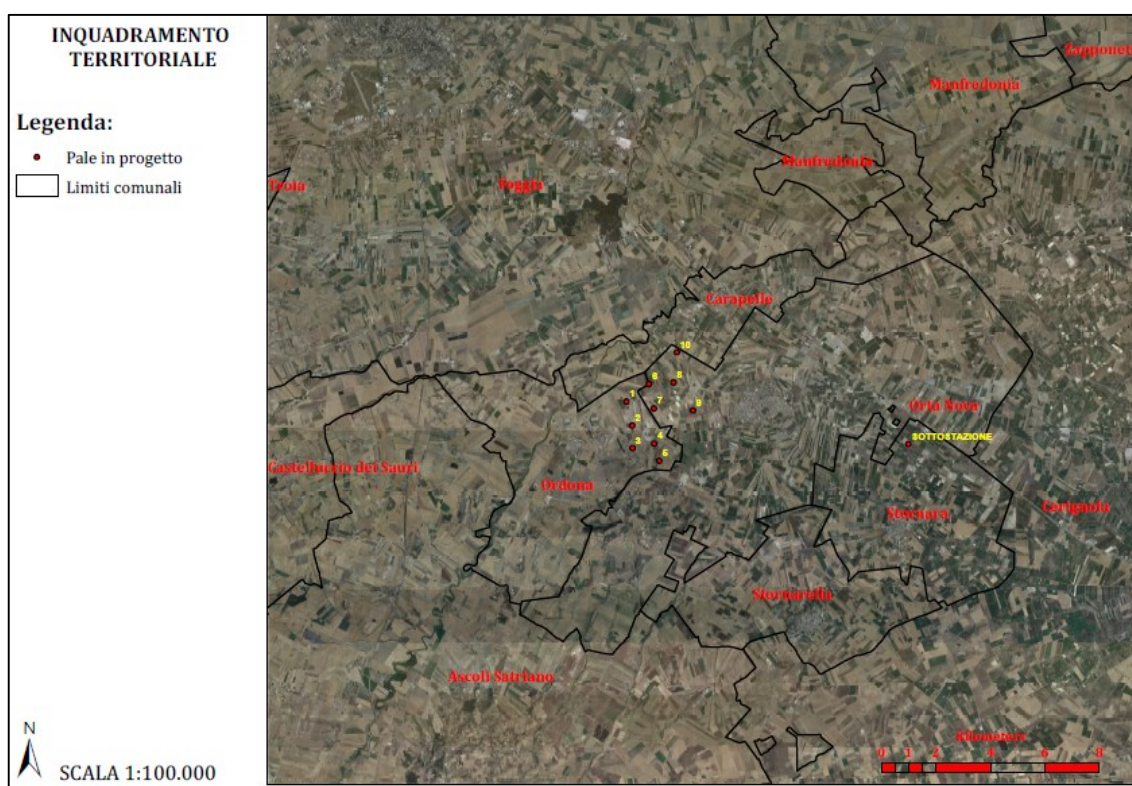 INQUADRAMENTO
TERRITORIALE
Legenda:
Pale in progetto
Limiti comunali
N
SCALA 1:100.000
Zapponet
Manfredonia
Manfredonia
Troia
Foggia
Carapelle
10
6
8
1
7
9
2
Orta Nova
4
SOTTOSTAZIONE
3
5
Castelluccio dei Sauri
Ordona
Stornara
Cerignola
Stornarella
Ascoli Satriano
Kilometers
0 1 2 4 6 8